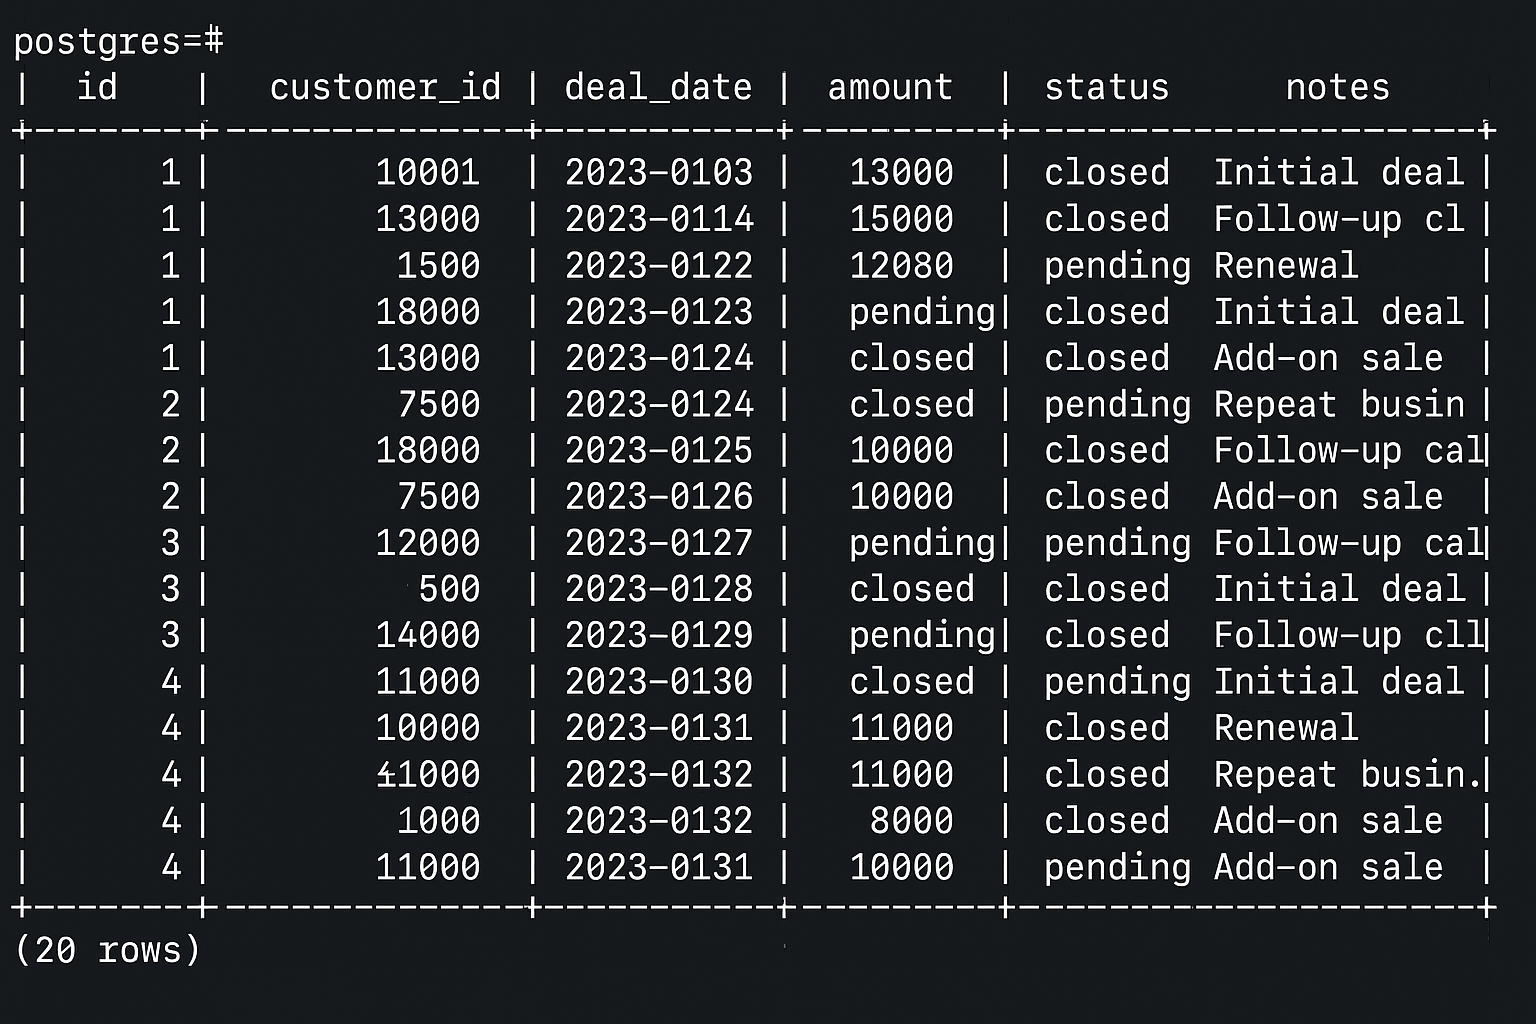 postgres=#
| id | customer_id | deal_date | amount | status notes
+--------+---------------+-----------+---------+----------------------+
| 1 | 10001 | 2023-0103 | 13000 | closed Initial deal |
| 1 | 13000 | 2023-0114 | 15000 | closed Follow-up cl |
| 1 | 1500 | 2023-0122 | 12080 | pending Renewal |
| 1 | 18000 | 2023-0123 | pending| closed Initial deal |
| 1 | 13000 | 2023-0124 | closed | closed Add-on sale |
| 2 | 7500 | 2023-0124 | closed | pending Repeat busin |
| 2 | 18000 | 2023-0125 | 10000 | closed Follow-up cal|
| 2 | 7500 | 2023-0126 | 10000 | closed Add-on sale |
| 3 | 12000 | 2023-0127 | pending| pending Follow-up cal|
| 3 | 500 | 2023-0128 | closed | closed Initial deal |
| 3 | 14000 | 2023-0129 | pending| closed Follow-up cll|
| 4 | 11000 | 2023-0130 | closed | pending Initial deal |
| 4 | 10000 | 2023-0131 | 11000 | closed Renewal |
| 4 | 41000 | 2023-0132 | 11000 | closed Repeat busin.|
| 4 | 1000 | 2023-0132 | 8000 | closed Add-on sale |
| 4 | 11000 | 2023-0131 | 10000 | pending Add-on sale |
+--------+---------------+-----------+---------+----------------------+
(20 rows)